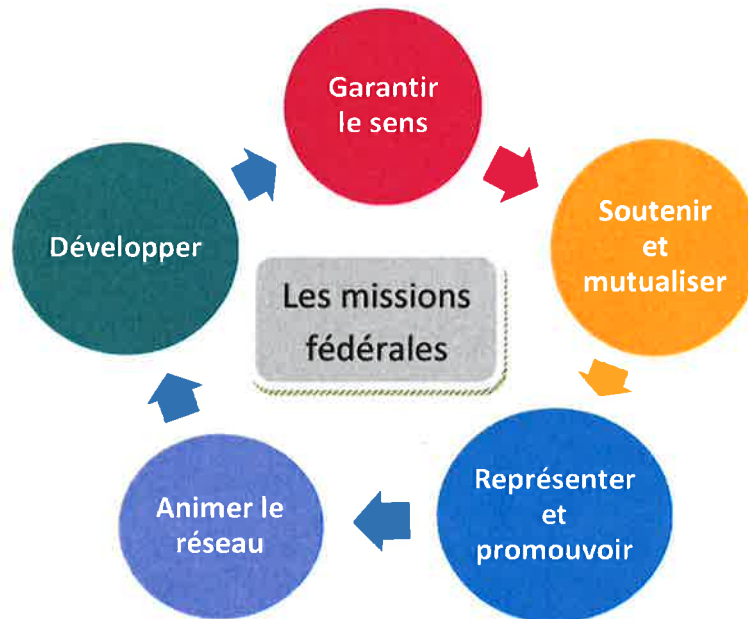 Garantir
le sens
Soutenir
et
mutualiser
Représenter
et
promouvoir
Animer le
réseau
Développer
Les missions
fédérales